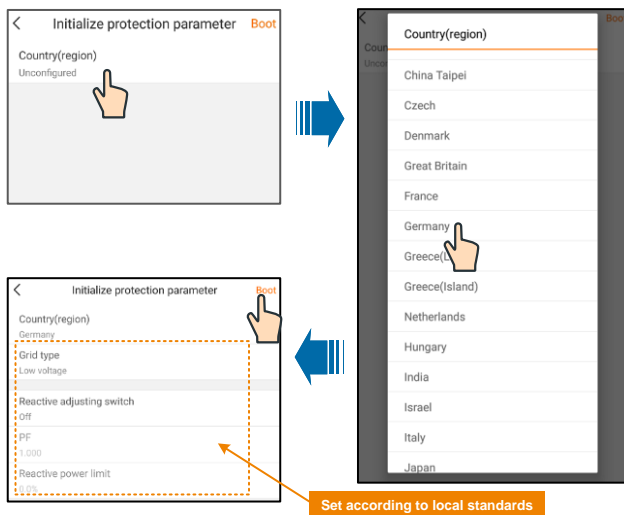 Initialize protection parameter Boot
Country(region)
Unconfigured
Boot
Country(region)
China Taipei
Czech
Denmark
Great Britain
France
Germany
Greece(L
Greece(Island)
Netherlands
Hungary
India
Israel
Italy
Japan
Initialize protection parameter Boot
Country(region)
Germany
Grid type
Low voltage
Reactive adjusting switch
Off
PF
1.000
Reactive power limit
0.0%
Set according to local standards